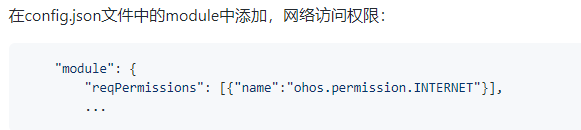 在config.json文件中的module中添加，网络访问权限：
"module": {
"reqPermissions": [{"name":"ohos.permission.INTERNET"}],
...